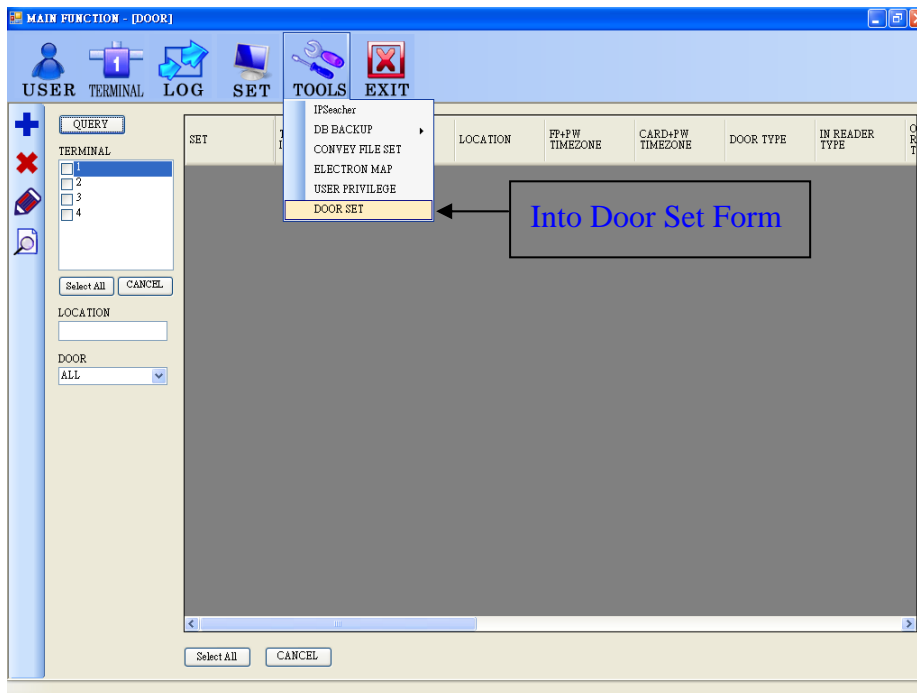 MAIN FUNCTION - [DOOR]
1
USER TERMINAL LOG SET TOOLS EXIT
IPSeacher
DB BACKUP
CONVEY FILE SET
ELECTRON MAP
USER PRIVILEGE
DOOR SET
QUERY
TERMINAL
1
2
3
4
Select All CANCEL
LOCATION
DOOR
ALL
SET LOCATION FP+PW TIMEZONE CARD+PW TIMEZONE DOOR TYPE IN READER TYPE
Into Door Set Form
Select All CANCEL